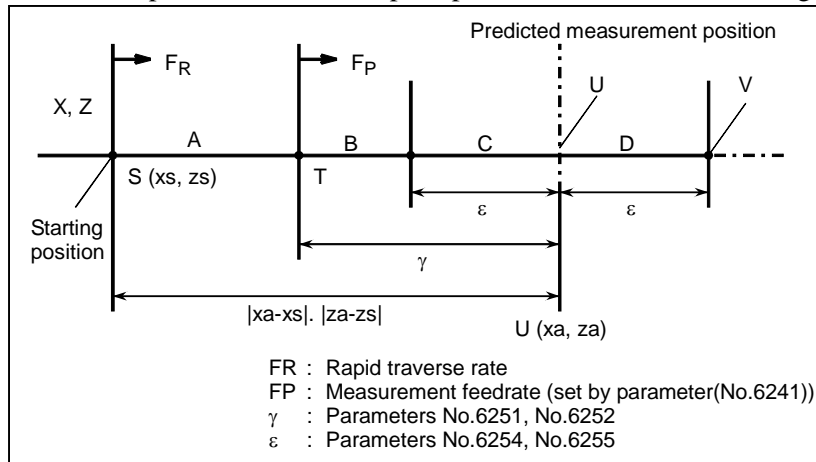 Predicted measurement position
F_R
F_P
U
V
X, Z
A
B
C
D
S (xs, zs)
T
ε
ε
Starting
position
γ
|xa-xs|. |za-zs|
U (xa, za)
FR : Rapid traverse rate
FP : Measurement feedrate (set by parameter(No.6241))
γ : Parameters No.6251, No.6252
ε : Parameters No.6254, No.6255